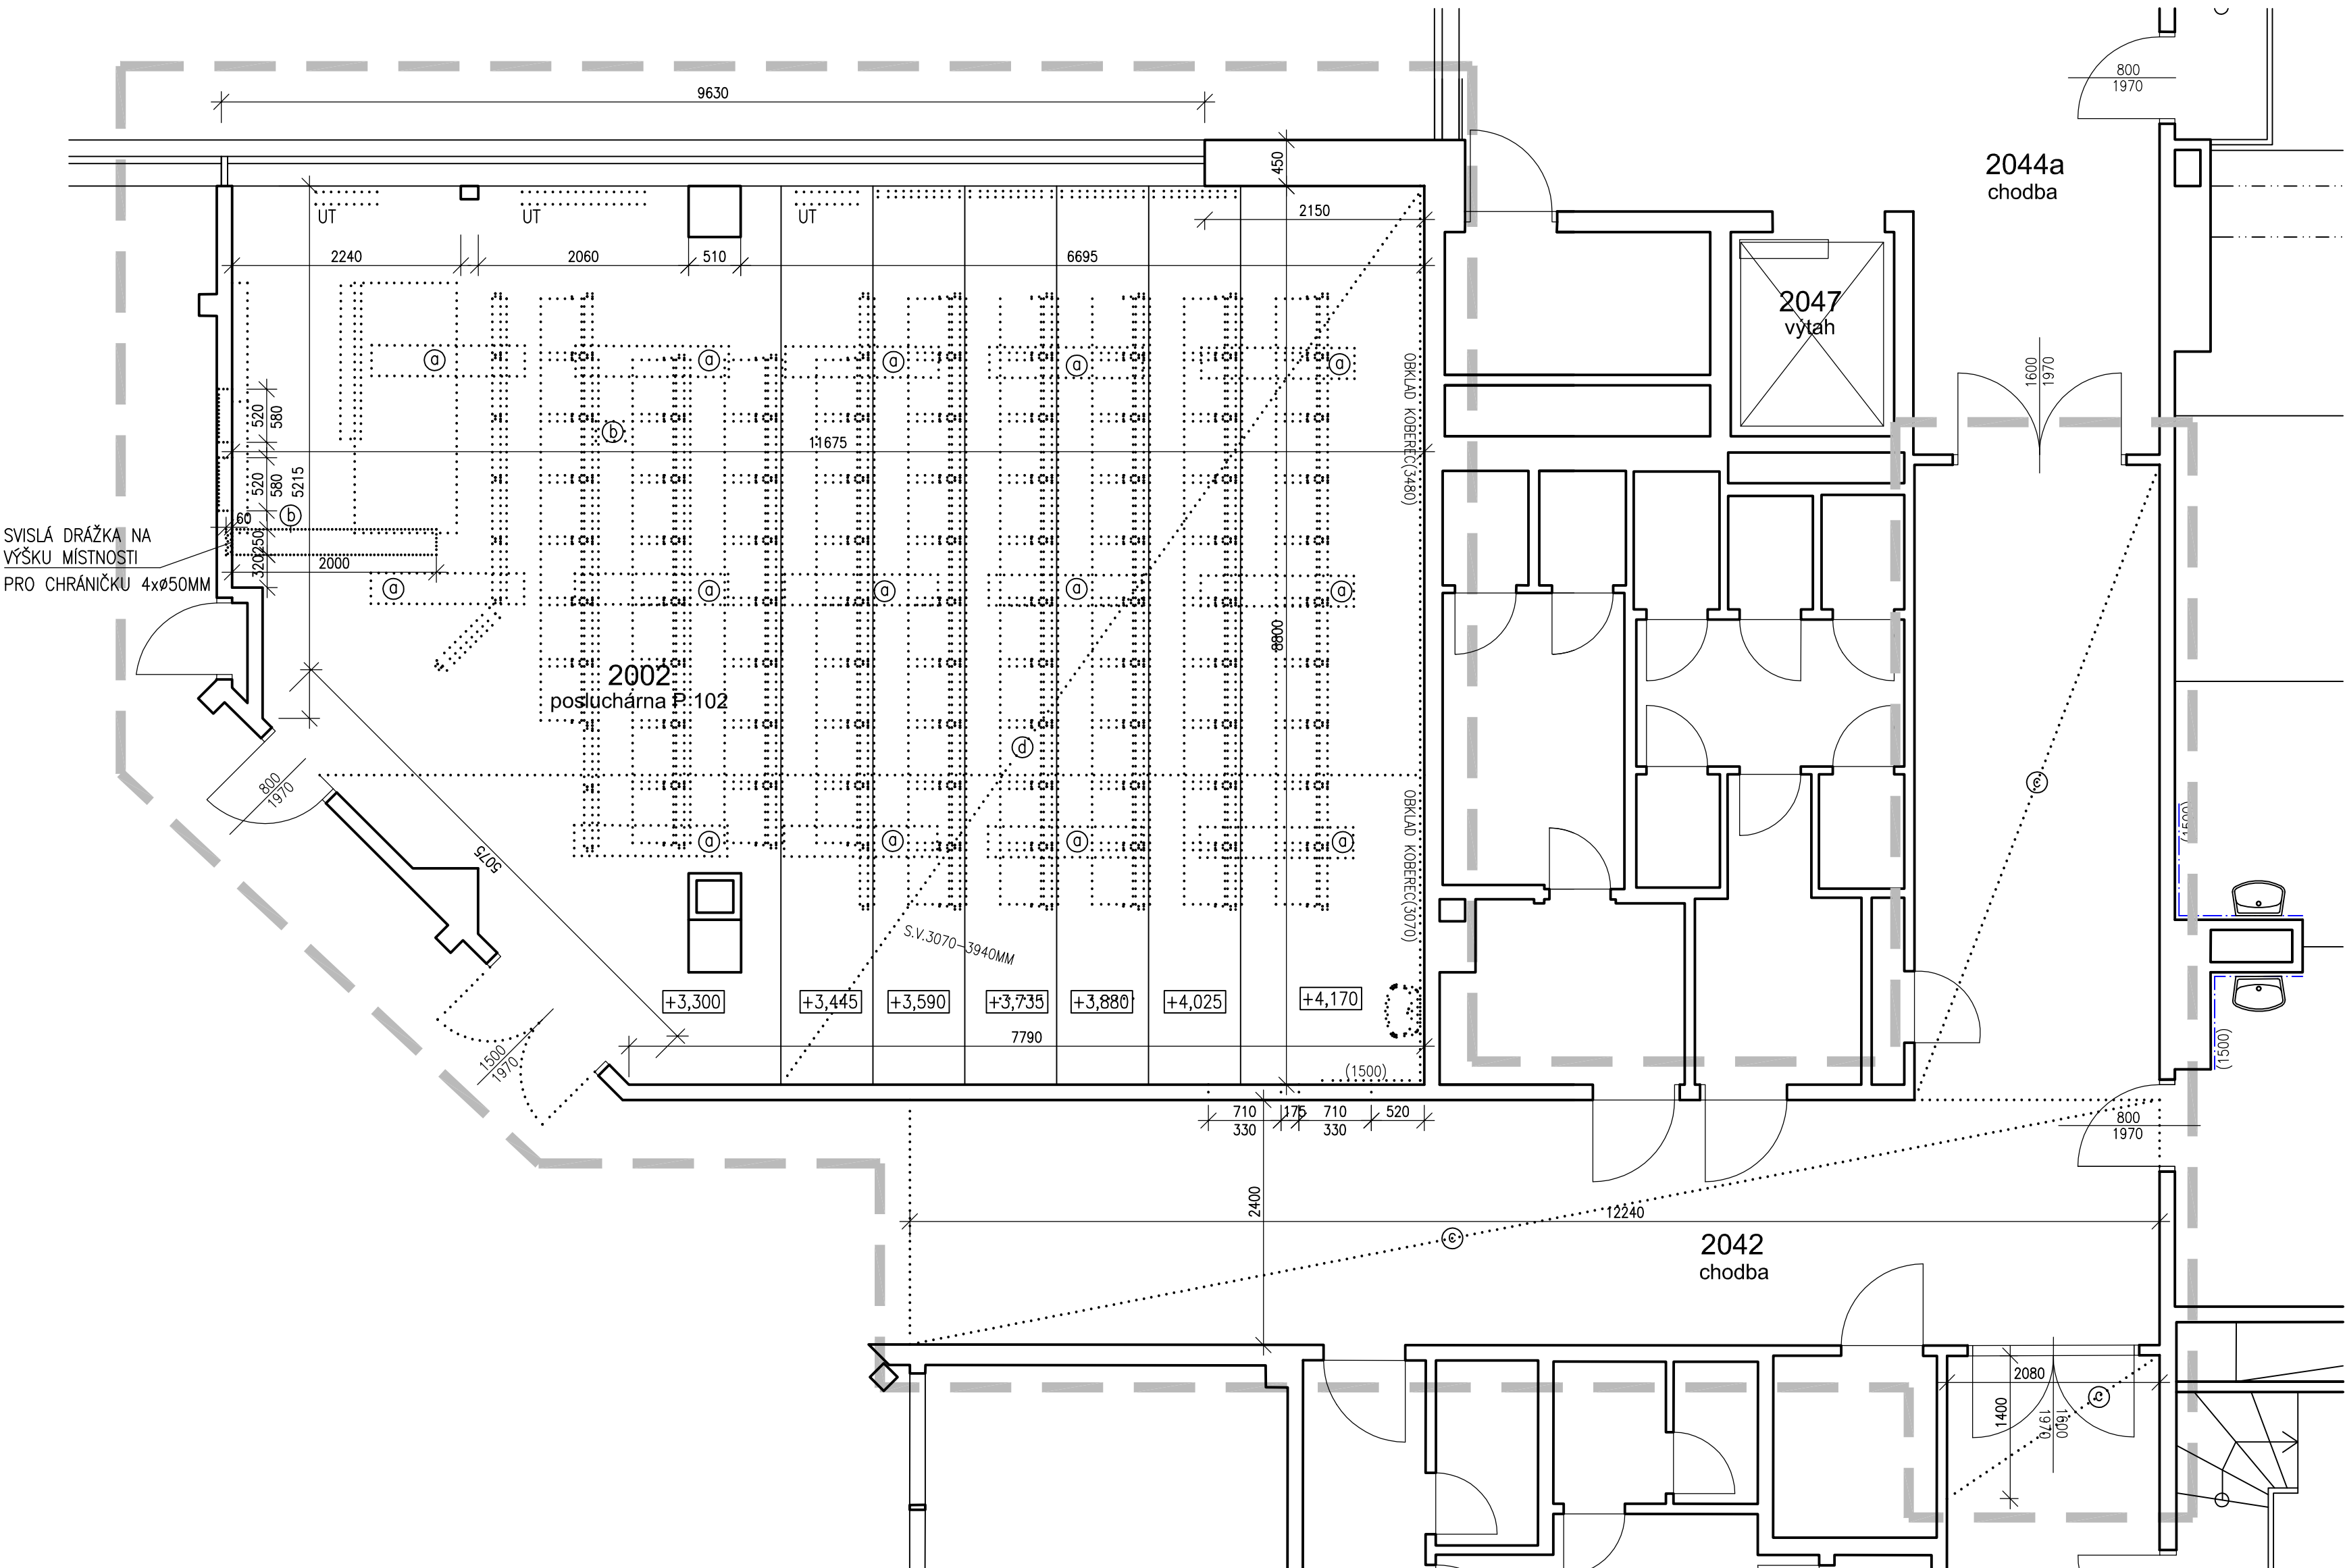 9630
800
1970
2044a
chodba
450
2150
UT
UT
UT
2240
2060
510
6695
2047
výtah
1600
1970
a
a
a
a
a
b
11675
OBKLAD KOBEREC(3480)
520
580
520
580
5215
b
60
SVISLÁ DRÁŽKA NA
VÝŠKU MÍSTNOSTI
PRO CHRÁNIČKU 4xø50MM
250
320
2000
a
a
a
a
a
8800
2002
posluchárna P 102
d
c
800
1970
OBKLAD KOBEREC(3070)
(1500)
a
a
a
a
5075
S.V.3070-3940MM
+3,300
+3,445
+3,590
+3,735
+3,880
+4,025
+4,170
7790
1500
1970
(1500)
(1500)
710
330
175
710
330
520
800
1970
2400
12240
c
2042
chodba
2080
1400
c
1600
1970